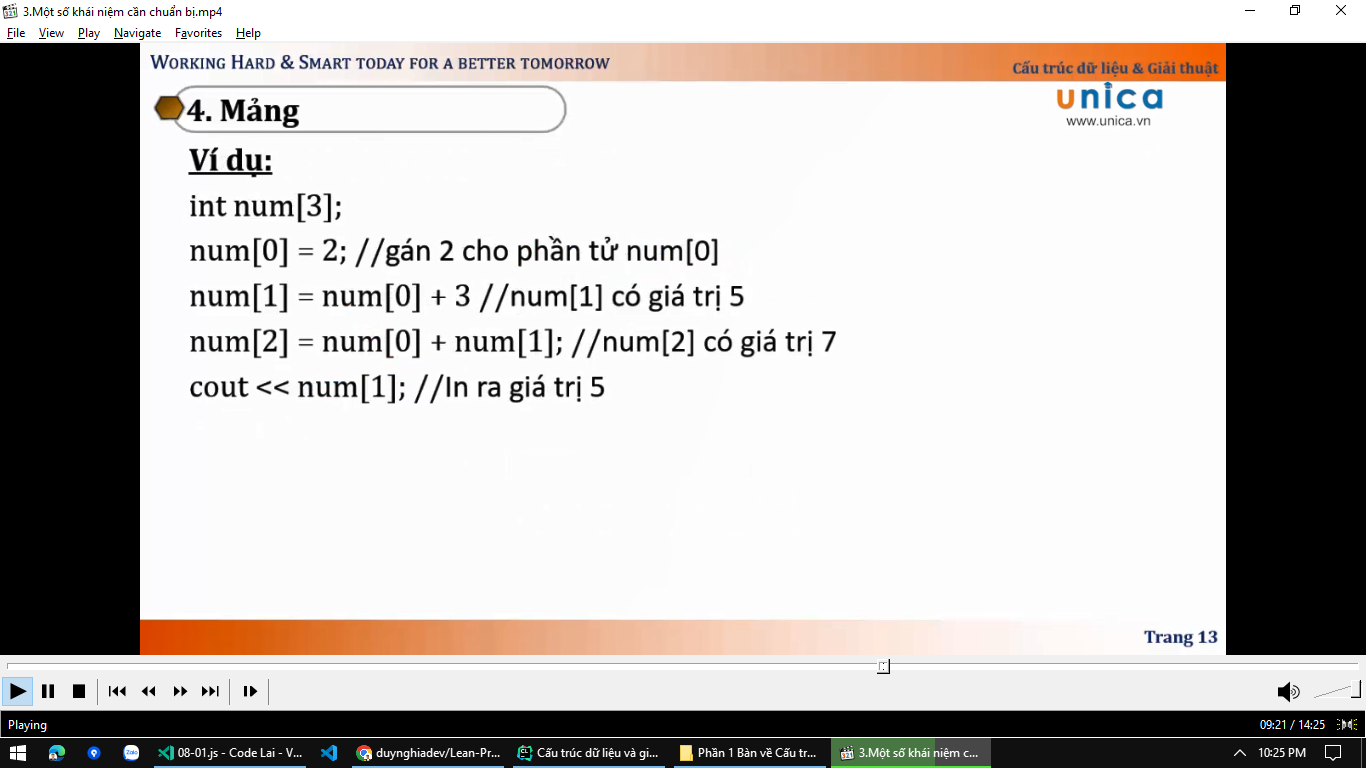 3.Một số khái niệm cần chuẩn bị.mp4
File View Play Navigate Favorites Help
WORKING HARD & SMART TODAY FOR A BETTER TOMORROW
Cấu trúc dữ liệu & Giải thuật
4. Mảng
unica
www.unica.vn
Ví dụ:
int num[3];
num[0] = 2; //gán 2 cho phần tử num[0]
num[1] = num[0] + 3 //num[1] có giá trị 5
num[2] = num[0] + num[1]; //num[2] có giá trị 7
cout << num[1]; //In ra giá trị 5
Trang 13
Playing
09:21 / 14:25
Zalo
08-01.js - Code Lai - V...
duynghiadev/Lean-Pr...
Cấu trúc dữ liệu và gi...
Phần 1 Bàn về Cấu tr...
3.Một số khái niệm c...
10:25 PM